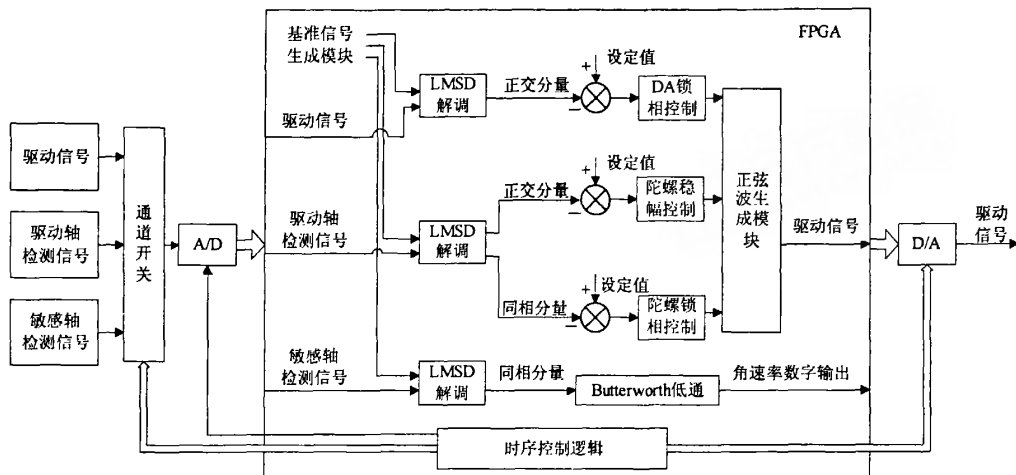 基准信号
生成模块
FPGA
设定值
+
−
LMSD
解调
正交分量
DA锁
相控制
驱动信号
驱动信号
通道开关
驱动轴
检测信号
A/D
驱动轴
检测信号
LMSD
解调
正交分量
设定值
+
−
陀螺稳
幅控制
正弦波生成模块
驱动信号
D/A
驱动
信号
同相分量
设定值
+
−
陀螺锁
相控制
敏感轴
检测信号
敏感轴
检测信号
LMSD
解调
同相分量
Butterworth低通
角速率数字输出
时序控制逻辑